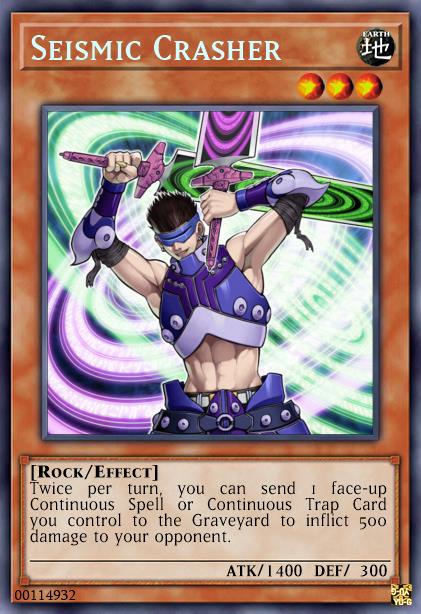 Seismic Crasher
EARTH
地
[Rock/Effect]
Twice per turn, you can send 1 face-up
Continuous Spell or Continuous Trap Card
you control to the Graveyard to inflict 500
damage to your opponent.
ATK/1400 DEF/ 300
00114932